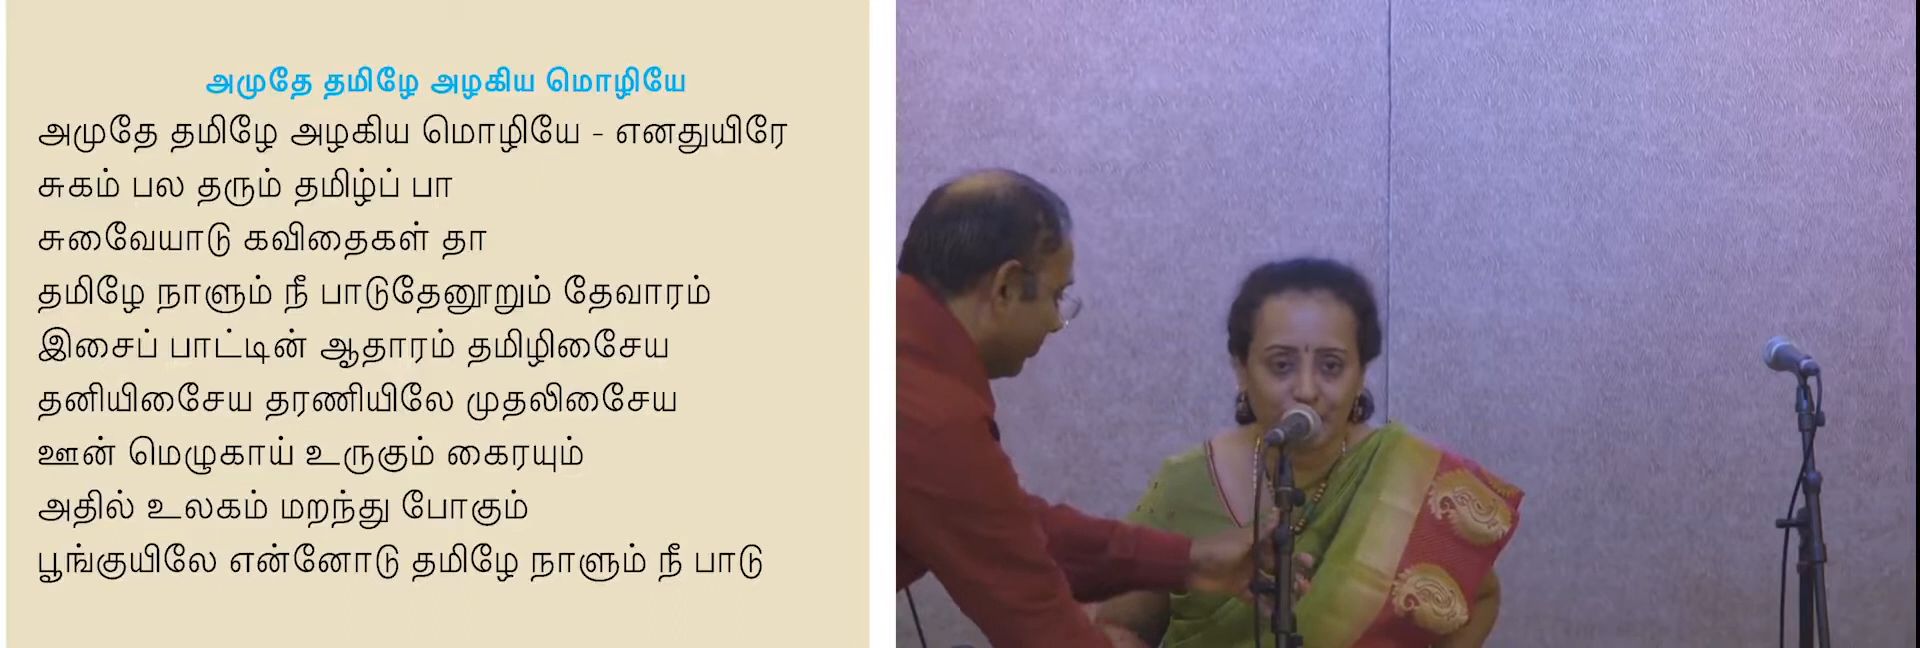 அமுதே தமிழே அழகிய மொழியே
அமுதே தமிழே அழகிய மொழியே - எனதுயிரே
சுகம் பல தரும் தமிழ்ப் பா
சுவையோடு கவிதைகள் தா
தமிழே நாளும் நீ பாடுதேனூறும் தேவாரம்
இசைப் பாட்டின் ஆதாரம் தமிழிசையே
தனியிசையே தரணியிலே முதலிசையே
ஊன் மெழுகாய் உருகும் கரையும்
அதில் உலகம் மறந்து போகும்
பூங்குயிலே என்னோடு தமிழே நாளும் நீ பாடு